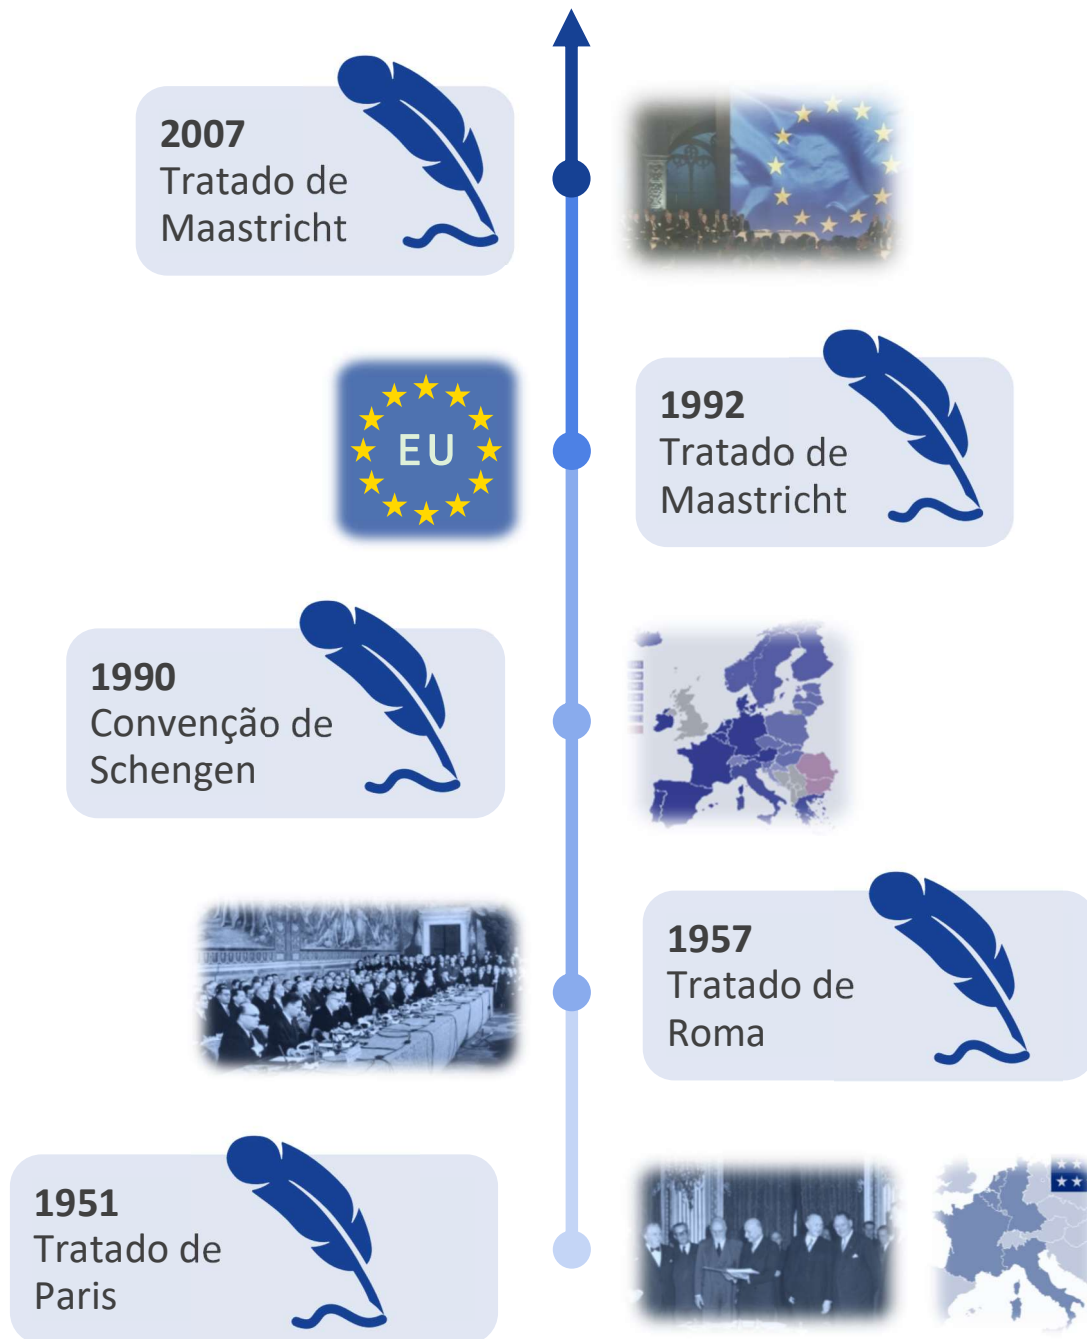 2007
Tratado de
Maastricht
EU
1992
Tratado de
Maastricht
1990
Convenção de
Schengen
1957
Tratado de
Roma
1951
Tratado de
Paris